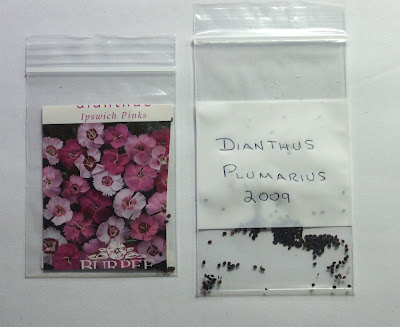 dianthus
Ipswich Pinks
BURPEE
DIANTHUS
PLUMARIUS
2009